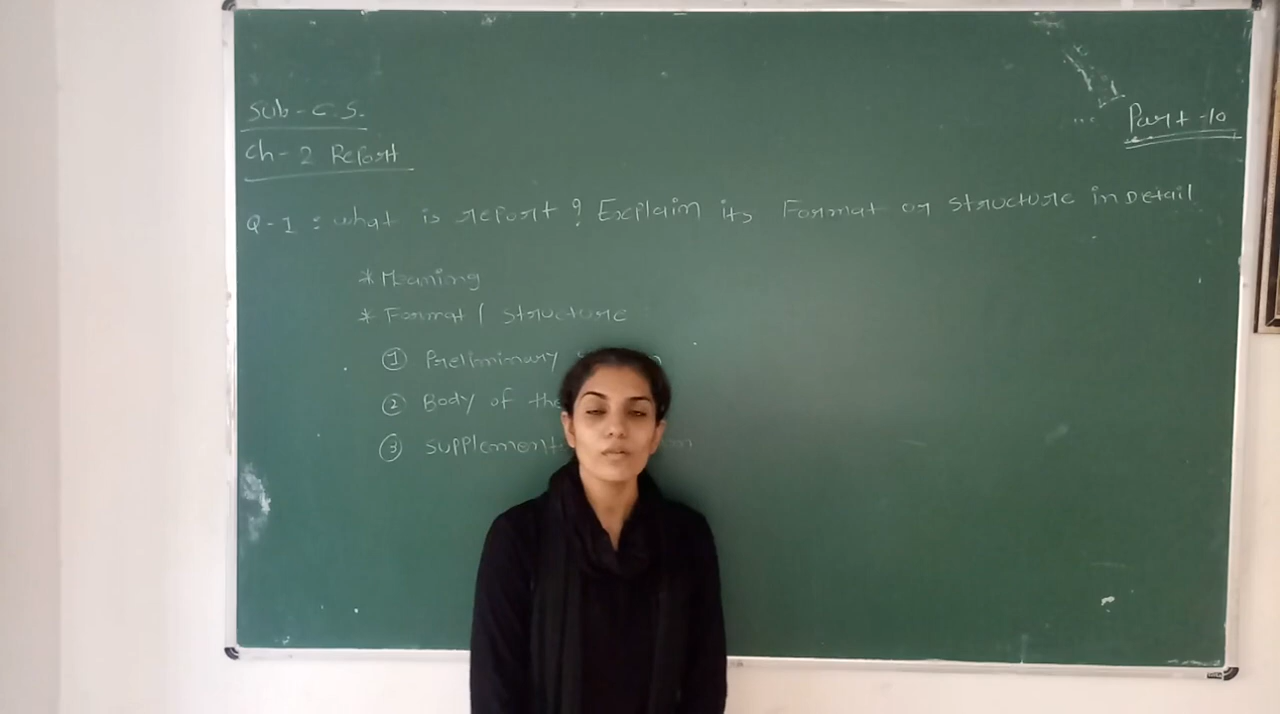 Sub - C.S.
Part - 10
Ch - 2 Report
Q - 1 : what is report ? Explaim its Format or structure in Detail
* Meaning
* Format / structure
① Preliminary
② Body of the
③ Supplement